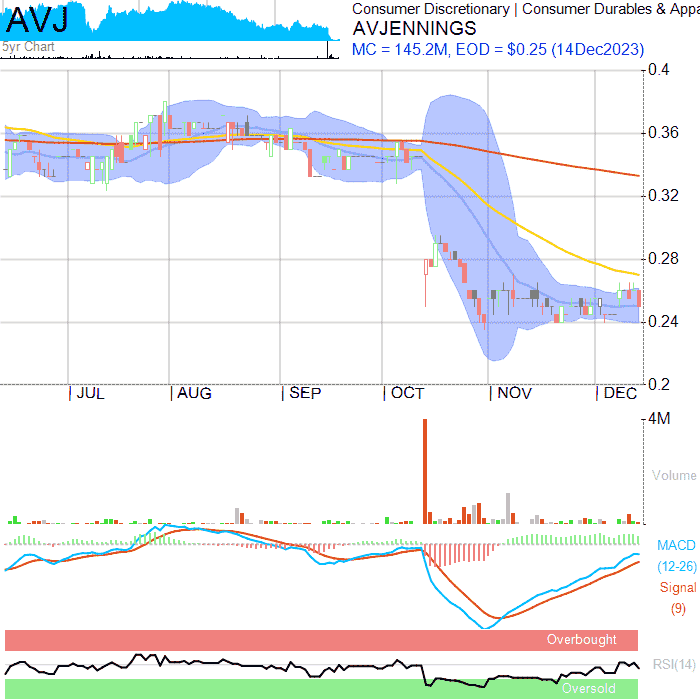 AVJ
5yr Chart
Consumer Discretionary | Consumer Durables & Appa
AVJENNINGS
MC = 145.2M, EOD = $0.25 (14Dec2023)
0.4
0.36
0.32
0.28
0.24
0.2
JUL AUG SEP OCT NOV DEC
4M
Volume
MACD
(12-26)
Signal
(9)
Overbought
RSI(14)
Oversold